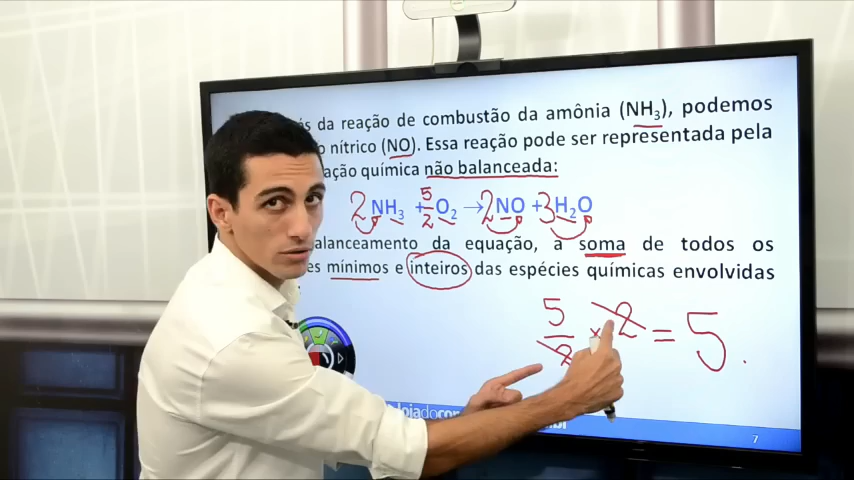 da reação de combustão da amônia (NH₃), podemos
nítrico (NO). Essa reação pode ser representada pela
química não balanceada:
2 NH₃ + 5/2 O₂ → 2 NO + 3 H₂O
balanceamento da equação, a soma de todos os
mínimos e inteiros das espécies químicas envolvidas
5/2 × 2 = 5.
7